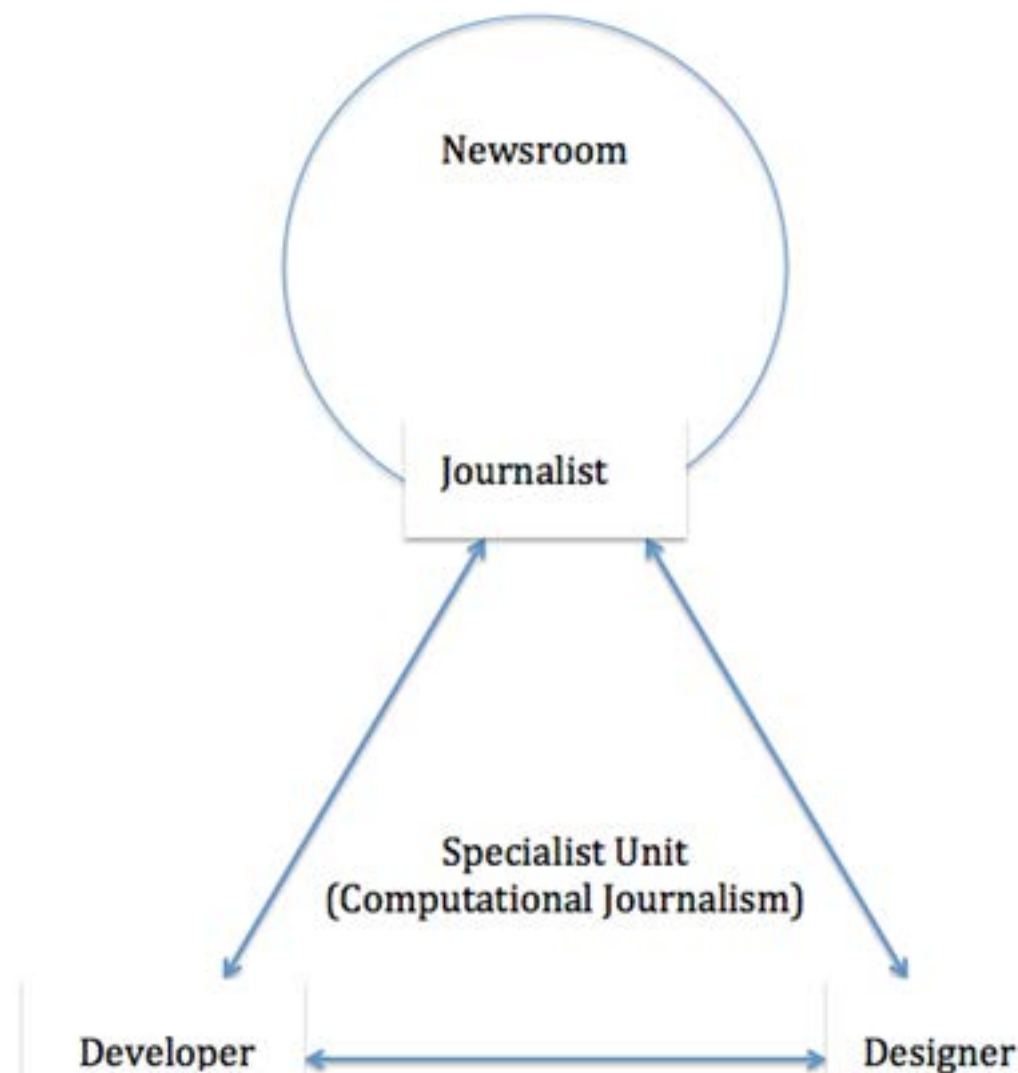 Newsroom
Journalist
Specialist Unit
(Computational Journalism)
Developer
Designer